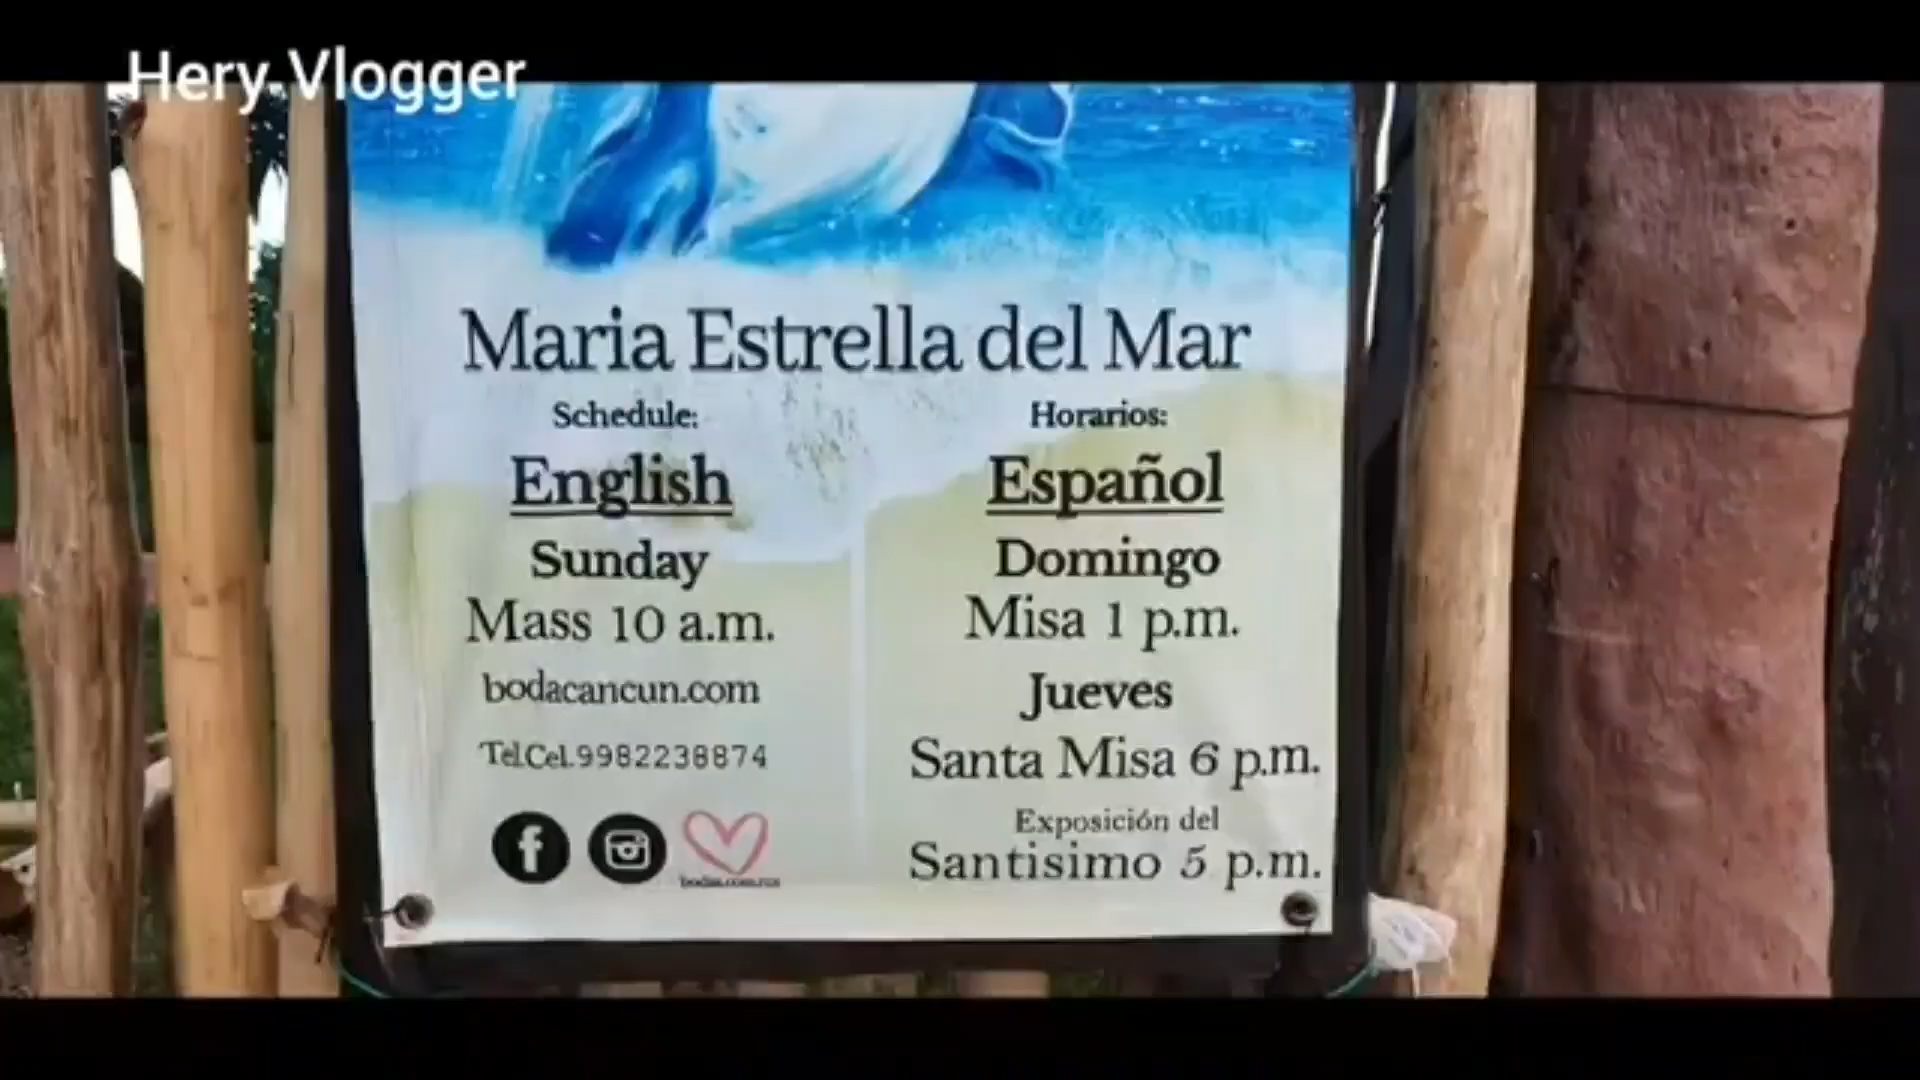 Hery Vlogger
Maria Estrella del Mar
Schedule:
English
Sunday
Mass 10 a.m.
bodacancun.com
Tel.Cel.9982238874
Horarios:
Español
Domingo
Misa 1 p.m.
Jueves
Santa Misa 6 p.m.
Exposición del
Santisimo 5 p.m.